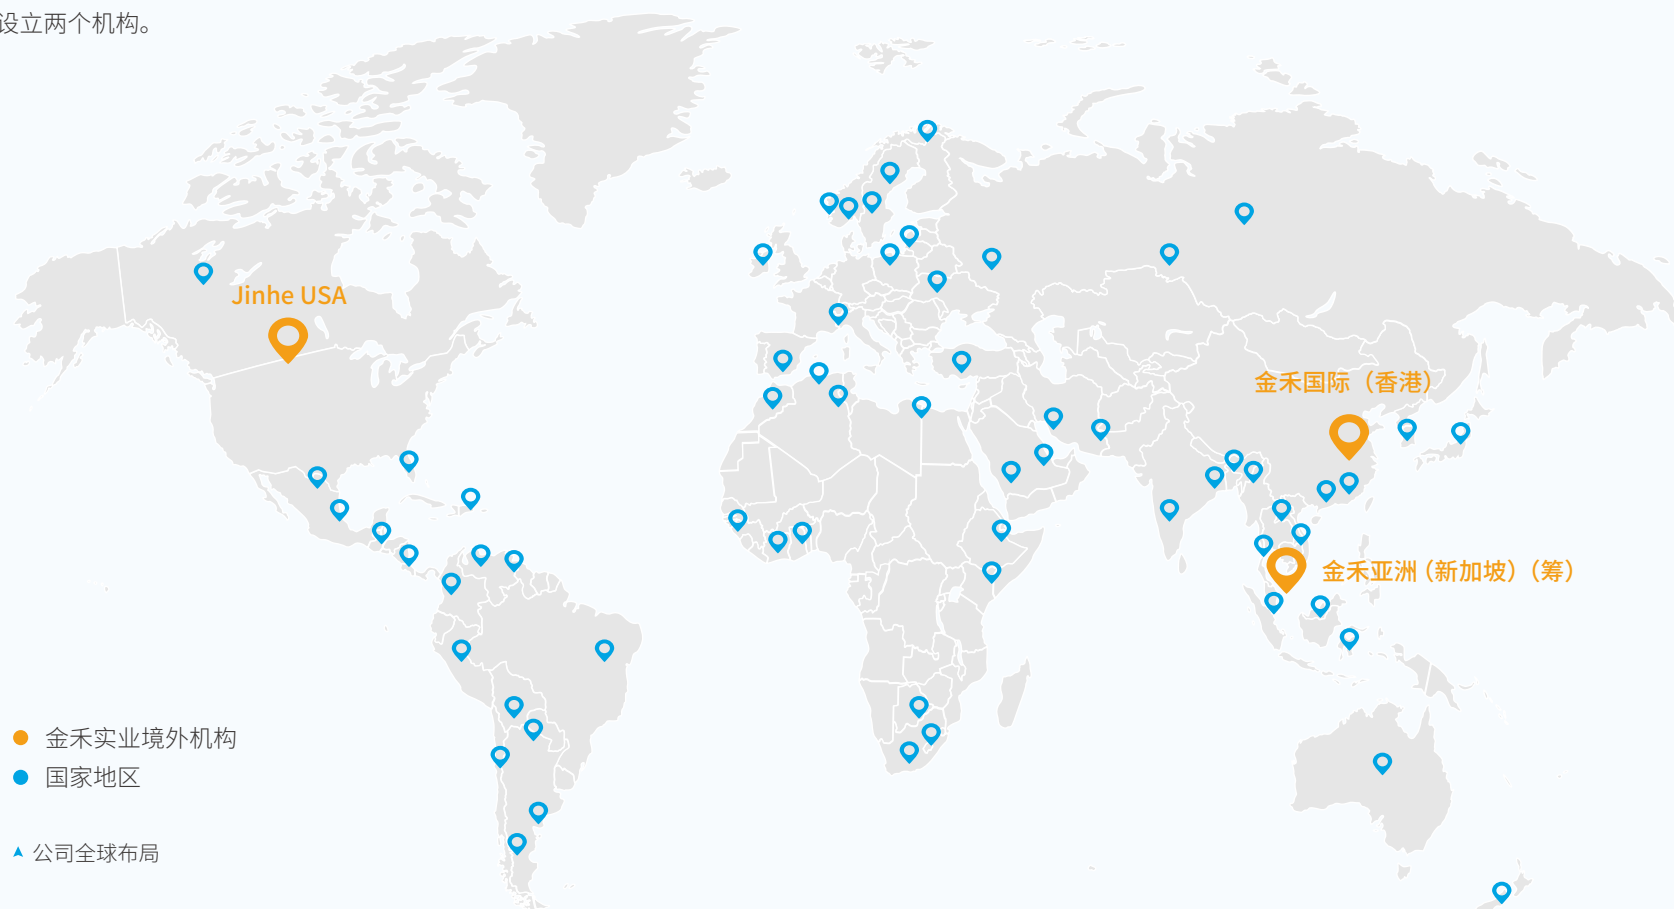 设立两个机构。
Jinhe USA
金禾国际（香港）
金禾亚洲（新加坡）（筹）
金禾实业境外机构
国家地区
公司全球布局